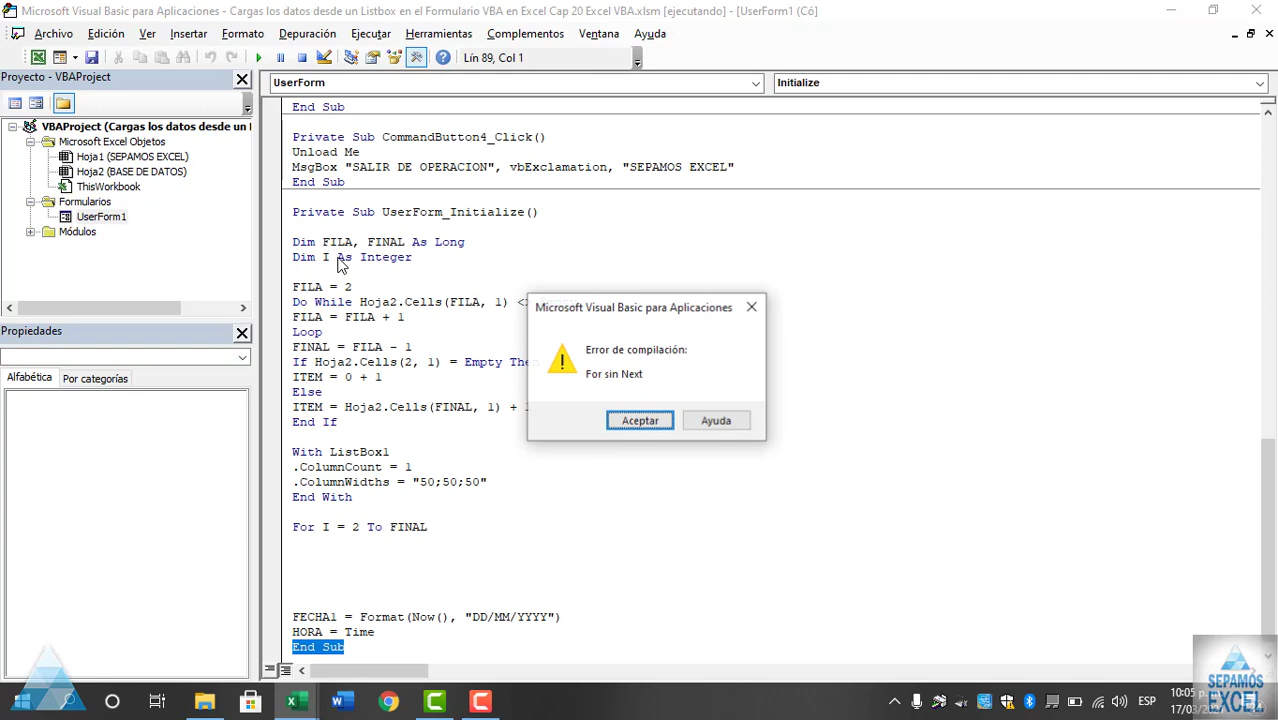 Microsoft Visual Basic para Aplicaciones - Cargas los datos desde un Listbox en el Formulario VBA en Excel Cap 20 Excel VBA.xlsm [ejecutando] - [UserForm1 (Có
Archivo Edición Ver Insertar Formato Depuración Ejecutar Herramientas Complementos Ventana Ayuda
Lín 89, Col 1
Proyecto - VBAProject
VBAProject (Cargas los datos desde un l
Microsoft Excel Objetos
Hoja1 (SEPAMOS EXCEL)
Hoja2 (BASE DE DATOS)
ThisWorkbook
Formularios
UserForm1
Módulos
Propiedades
Alfabética Por categorías
UserForm Initialize
End Sub
Private Sub CommandButton4_Click()
Unload Me
MsgBox "SALIR DE OPERACION", vbExclamation, "SEPAMOS EXCEL"
End Sub
Private Sub UserForm_Initialize()
Dim FILA, FINAL As Long
Dim I As Integer
FILA = 2
Do While Hoja2.Cells(FILA, 1) <
FILA = FILA + 1
Loop
FINAL = FILA - 1
If Hoja2.Cells(2, 1) = Empty Then
ITEM = 0 + 1
Else
ITEM = Hoja2.Cells(FINAL, 1) + 1
End If
With ListBox1
.ColumnCount = 1
.ColumnWidths = "50;50;50"
End With
For I = 2 To FINAL
FECHA1 = Format(Now(), "DD/MM/YYYY")
HORA = Time
End Sub
Microsoft Visual Basic para Aplicaciones
Error de compilación:
For sin Next
Aceptar Ayuda
ESP
10:05 p.
17/03/
SEPAMOS
EXCEL